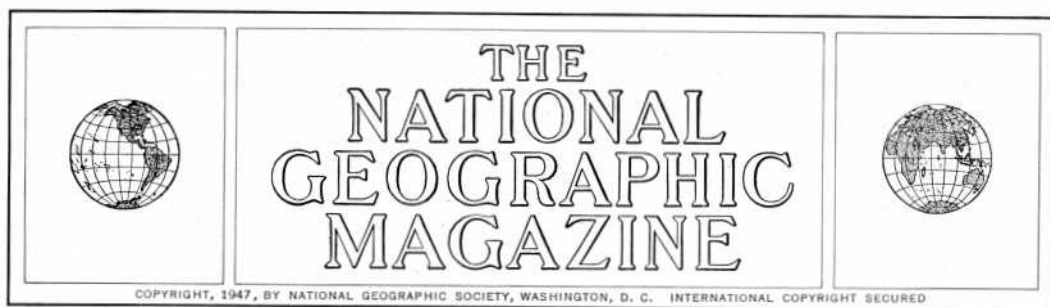 THE
NATIONAL
GEOGRAPHIC
MAGAZINE
COPYRIGHT, 1947, BY NATIONAL GEOGRAPHIC SOCIETY, WASHINGTON, D. C. INTERNATIONAL COPYRIGHT SECURED